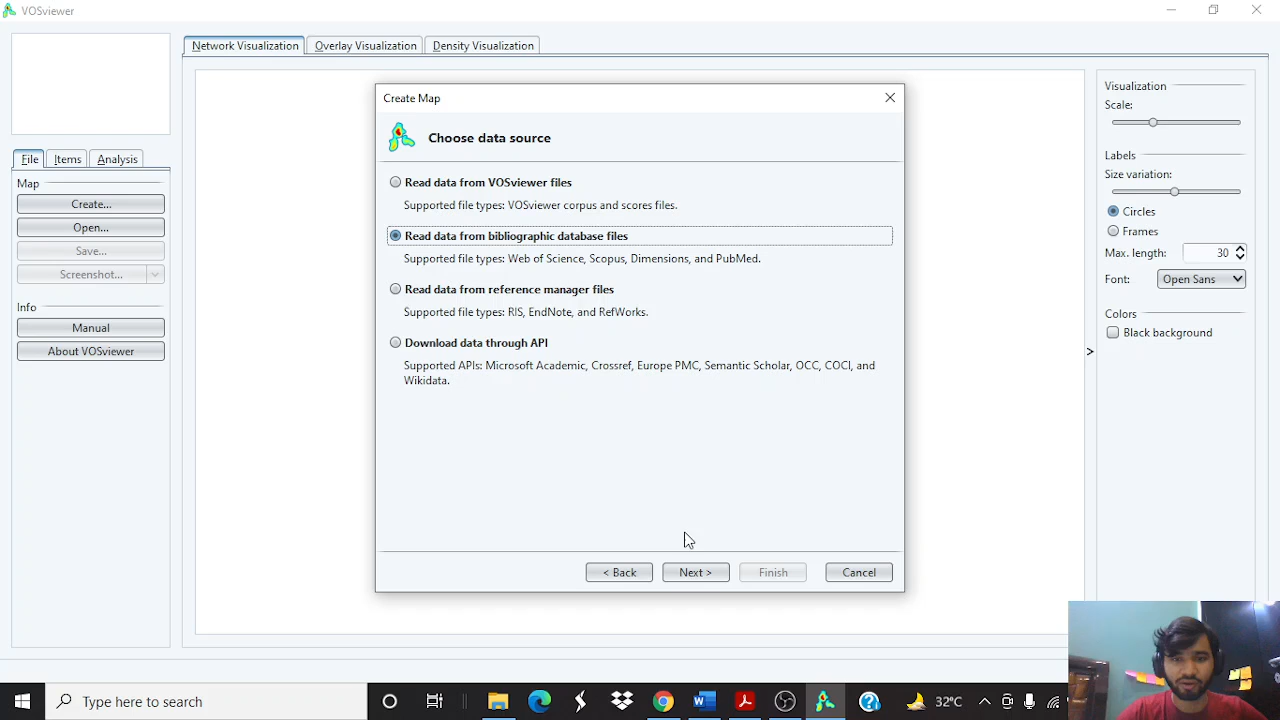 VOSviewer
Network Visualization
Overlay Visualization
Density Visualization
File
Items
Analysis
Map
Create...
Open...
Save...
Screenshot...
Info
Manual
About VOSviewer
Create Map
Choose data source
Read data from VOSviewer files
Supported file types: VOSviewer corpus and scores files.
Read data from bibliographic database files
Supported file types: Web of Science, Scopus, Dimensions, and PubMed.
Read data from reference manager files
Supported file types: RIS, EndNote, and RefWorks.
Download data through API
Supported APIs: Microsoft Academic, Crossref, Europe PMC, Semantic Scholar, OCC, COCI, and
Wikidata.
< Back
Next >
Finish
Cancel
Visualization
Scale:
Labels
Size variation:
Circles
Frames
Max. length:
30
Font:
Open Sans
Colors
Black background
>
Type here to search
32°C